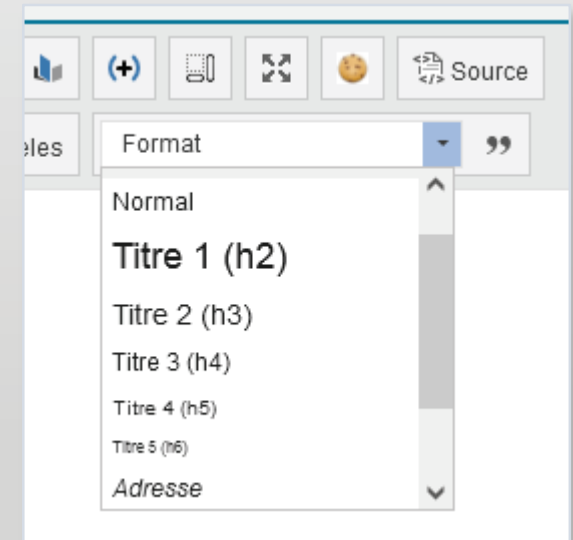 (+) Source
Format ”
Normal
Titre 1 (h2)
Titre 2 (h3)
Titre 3 (h4)
Titre 4 (h5)
Titre 5 (h6)
Adresse